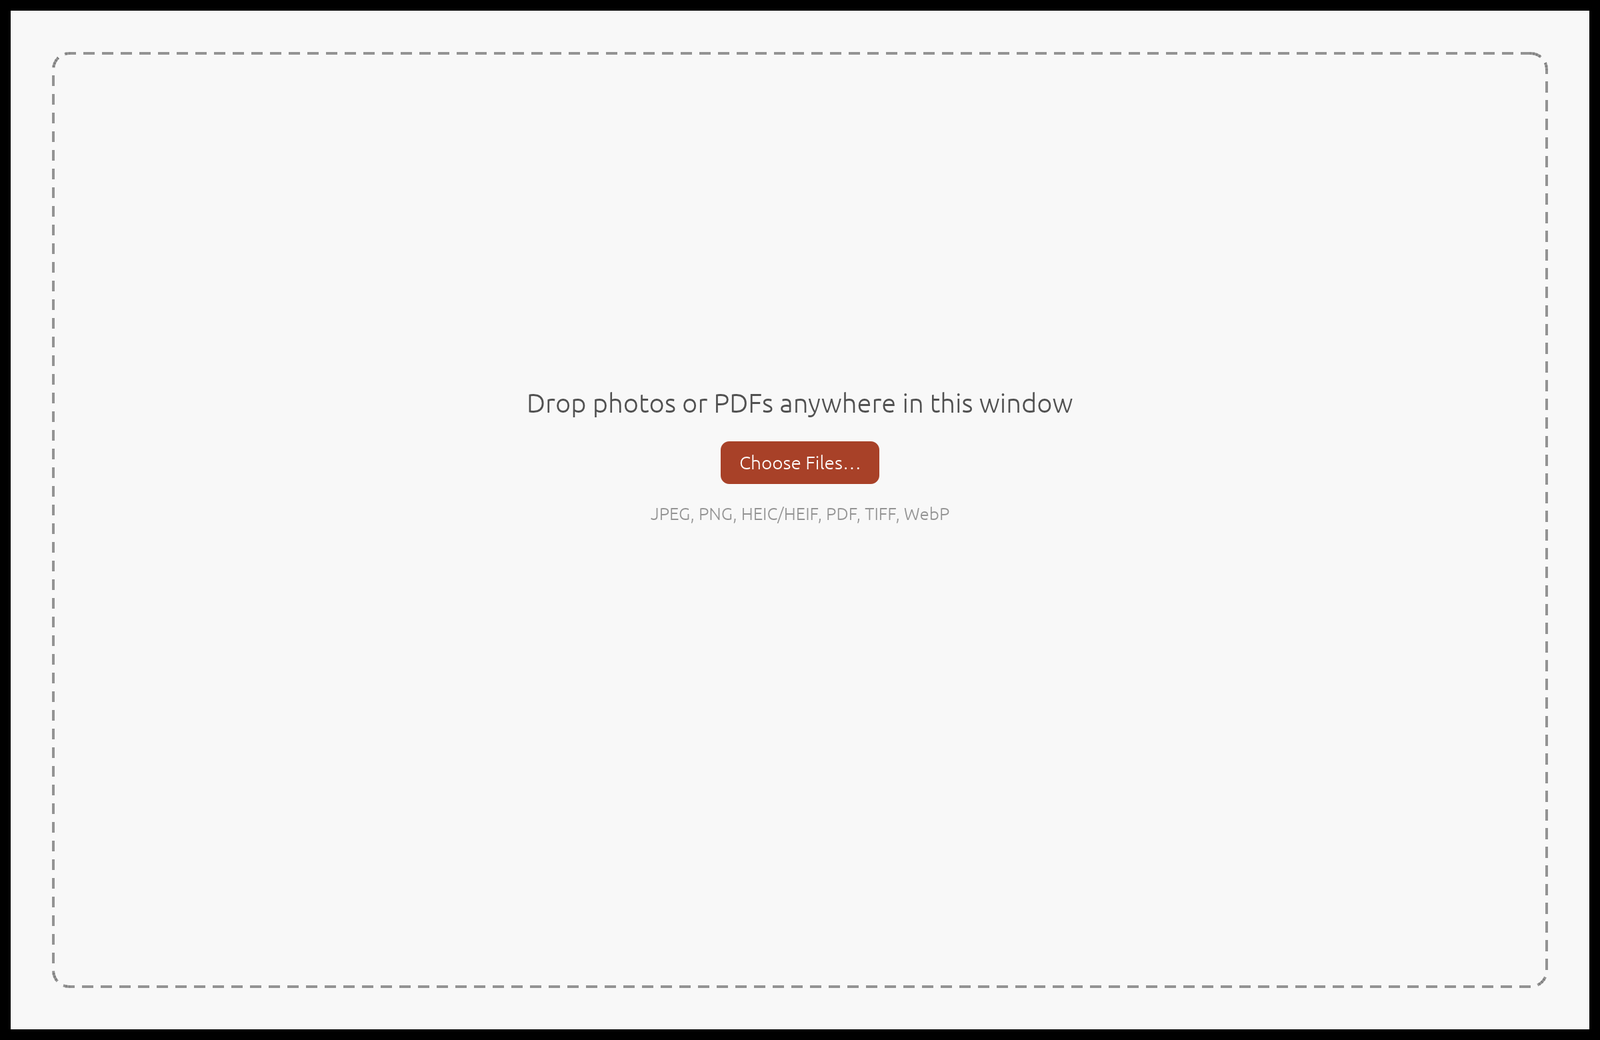 Drop photos or PDFs anywhere in this window
Choose Files…
JPEG, PNG, HEIC/HEIF, PDF, TIFF, WebP